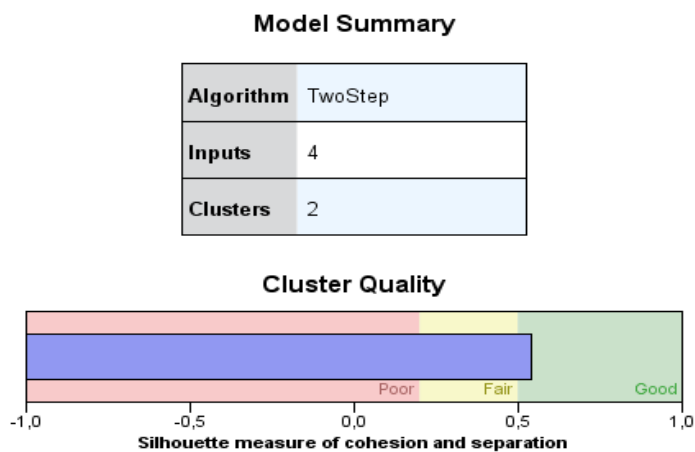 Model Summary
Algorithm TwoStep
Inputs 4
Clusters 2
Cluster Quality
Poor Fair Good
-1,0 -0,5 0,0 0,5 1,0
Silhouette measure of cohesion and separation